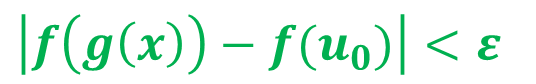 |f(g(x)) − f(u₀)| < ε